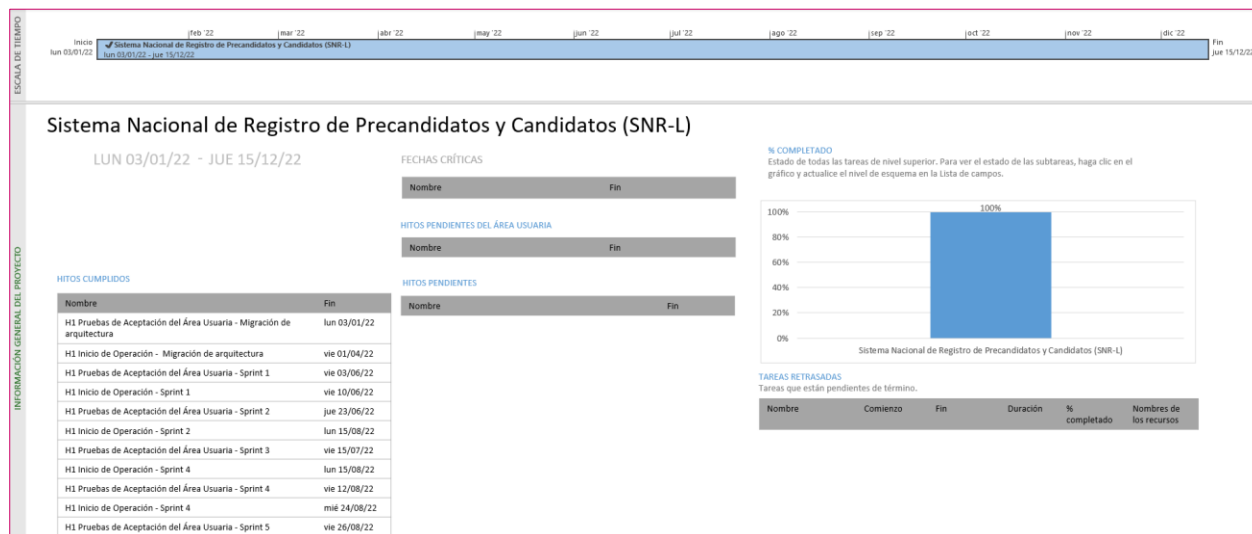 ESCALA DE TIEMPO
feb '22 mar '22 abr '22 may '22 jun '22 jul '22 ago '22 sep '22 oct '22 nov '22 dic '22
Inicio
lun 03/01/22
Sistema Nacional de Registro de Precandidatos y Candidatos (SNR-L)
lun 03/01/22 - jue 15/12/22
Fin
jue 15/12/22
INFORMACIÓN GENERAL DEL PROYECTO
Sistema Nacional de Registro de Precandidatos y Candidatos (SNR-L)
LUN 03/01/22 - JUE 15/12/22
HITOS CUMPLIDOS
Nombre Fin
H1 Pruebas de Aceptación del Área Usuaria - Migración de lun 03/01/22
arquitectura
H1 Inicio de Operación - Migración de arquitectura vie 01/04/22
H1 Pruebas de Aceptación del Área Usuaria - Sprint 1 vie 03/06/22
H1 Inicio de Operación - Sprint 1 vie 10/06/22
H1 Pruebas de Aceptación del Área Usuaria - Sprint 2 jue 23/06/22
H1 Inicio de Operación - Sprint 2 lun 15/08/22
H1 Pruebas de Aceptación del Área Usuaria - Sprint 3 vie 15/07/22
H1 Inicio de Operación - Sprint 4 lun 15/08/22
H1 Pruebas de Aceptación del Área Usuaria - Sprint 4 vie 12/08/22
H1 Inicio de Operación - Sprint 4 mié 24/08/22
H1 Pruebas de Aceptación del Área Usuaria - Sprint 5 vie 26/08/22
FECHAS CRÍTICAS
Nombre Fin
HITOS PENDIENTES DEL ÁREA USUARIA
Nombre Fin
HITOS PENDIENTES
Nombre Fin
% COMPLETADO
Estado de todas las tareas de nivel superior. Para ver el estado de las subtareas, haga clic en el
gráfico y actualice el nivel de esquema en la Lista de campos.
100%
100%
80%
60%
40%
20%
0%
Sistema Nacional de Registro de Precandidatos y Candidatos (SNR-L)
TAREAS RETRASADAS
Tareas que están pendientes de término.
Nombre Comienzo Fin Duración % Nombres de
completado los recursos